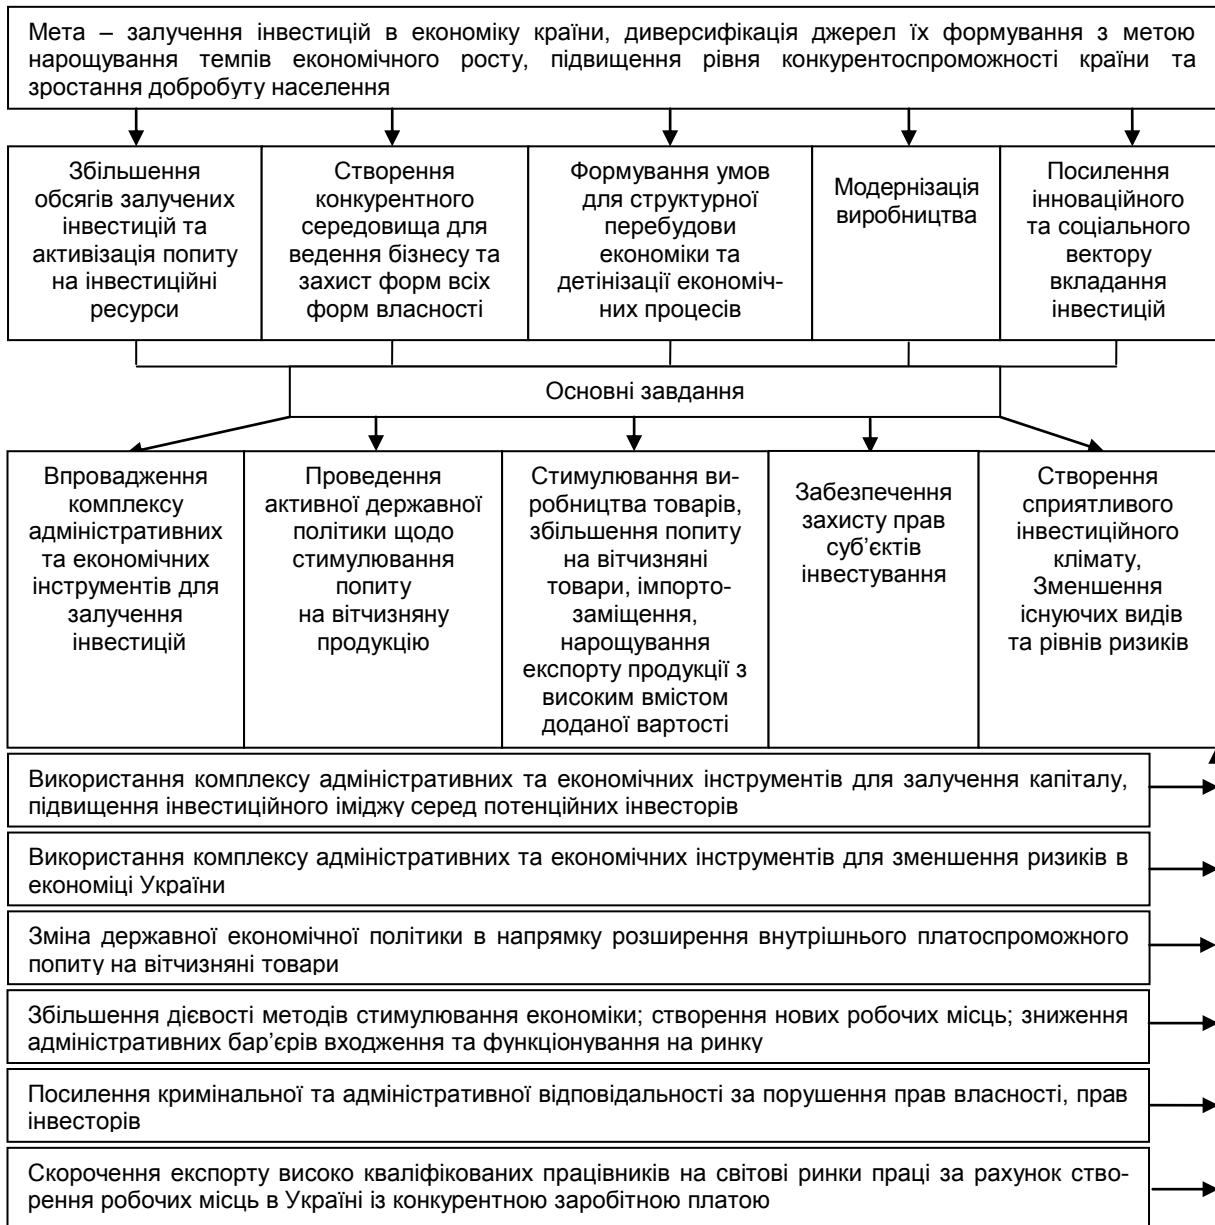 Мета – залучення інвестицій в економіку країни, диверсифікація джерел їх формування з метою
нарощування темпів економічного росту, підвищення рівня конкурентоспроможності країни та
зростання добробуту населення
Збільшення
обсягів залучених
інвестицій та
активізація попиту
на інвестиційні
ресурси
Створення
конкурентного
середовища для
ведення бізнесу та
захист форм всіх
форм власності
Формування умов
для структурної
перебудови
економіки та
детінізації економіч-
них процесів
Модернізація
виробництва
Посилення
інноваційного
та соціального
вектору
вкладання
інвестицій
Основні завдання
Впровадження
комплексу
адміністративних
та економічних
інструментів для
залучення
інвестицій
Проведення
активної державної
політики щодо
стимулювання
попиту
на вітчизняну
продукцію
Стимулювання ви-
робництва товарів,
збільшення попиту
на вітчизняні
товари, імпорто-
заміщення,
нарощування
експорту продукції з
високим вмістом
доданої вартості
Забезпечення
захисту прав
суб’єктів
інвестування
Створення
сприятливого
інвестиційного
клімату,
Зменшення
існуючих видів
та рівнів ризиків
Використання комплексу адміністративних та економічних інструментів для залучення капіталу,
підвищення інвестиційного іміджу серед потенційних інвесторів
Використання комплексу адміністративних та економічних інструментів для зменшення ризиків в
економіці України
Зміна державної економічної політики в напрямку розширення внутрішнього платоспроможного
попиту на вітчизняні товари
Збільшення дієвості методів стимулювання економіки; створення нових робочих місць; зниження
адміністративних бар’єрів входження та функціонування на ринку
Посилення кримінальної та адміністративної відповідальності за порушення прав власності, прав
інвесторів
Скорочення експорту високо кваліфікованих працівників на світові ринки праці за рахунок ство-
рення робочих місць в Україні із конкурентною заробітною платою